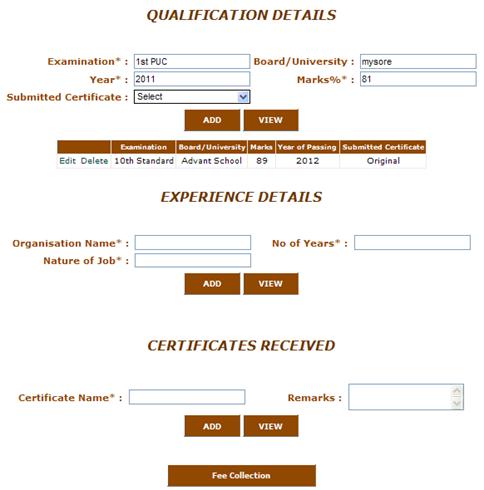 QUALIFICATION DETAILS
Examination* : 1st PUC Board/University : mysore
Year* : 2011 Marks%* : 81
Submitted Certificate : Select
ADD VIEW
Examination Board/University Marks Year of Passing Submitted Certificate
Edit Delete 10th Standard Advant School 89 2012 Original
EXPERIENCE DETAILS
Organisation Name* : No of Years* :
Nature of Job* :
ADD VIEW
CERTIFICATES RECEIVED
Certificate Name* : Remarks :
ADD VIEW
Fee Collection